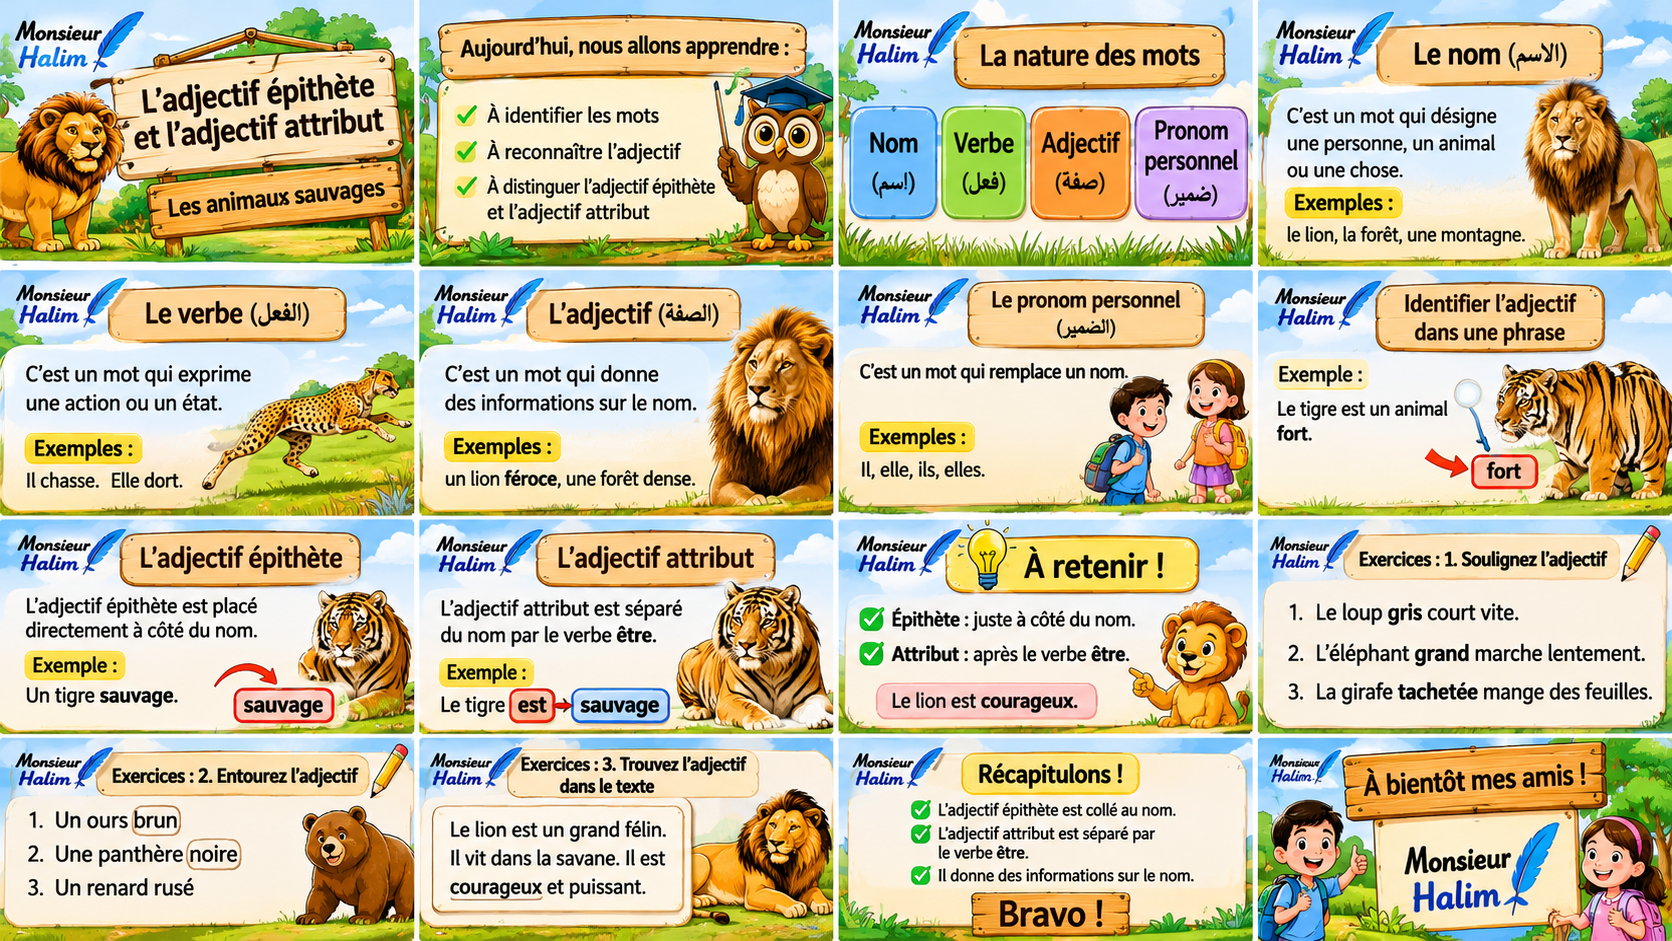 Monsieur
Halim
L'adjectif épithète
et l'adjectif attribut
Les animaux sauvages
Aujourd'hui, nous allons apprendre :
À identifier les mots
À reconnaître l'adjectif
À distinguer l'adjectif épithète
et l'adjectif attribut
Monsieur
Halim
La nature des mots
Nom
(إسم)
Verbe
(فعل)
Adjectif
(صفة)
Pronom
personnel
(ضمير)
Monsieur
Halim
Le nom (الاسم)
C'est un mot qui désigne
une personne, un animal
ou une chose.
Exemples :
le lion, la forêt, une montagne.
Monsieur
Halim
Le verbe (الفعل)
C'est un mot qui exprime
une action ou un état.
Exemples :
Il chasse. Elle dort.
Monsieur
Halim
L'adjectif (الصفة)
C'est un mot qui donne
des informations sur le nom.
Exemples :
un lion féroce, une forêt dense.
Monsieur
Halim
Le pronom personnel
(الضمير)
C'est un mot qui remplace un nom.
Exemples :
Il, elle, ils, elles.
Monsieur
Halim
Identifier l'adjectif
dans une phrase
Exemple :
Le tigre est un animal
fort.
fort
Monsieur
Halim
L'adjectif épithète
L'adjectif épithète est placé
directement à côté du nom.
Exemple :
Un tigre sauvage.
sauvage
Monsieur
Halim
L'adjectif attribut
L'adjectif attribut est séparé
du nom par le verbe être.
Exemple :
Le tigre est sauvage
Monsieur
Halim
À retenir !
Épithète : juste à côté du nom.
Attribut : après le verbe être.
Le lion est courageux.
Monsieur
Halim
Exercices : 1. Soulignez l'adjectif
1. Le loup gris court vite.
2. L'éléphant grand marche lentement.
3. La girafe tachetée mange des feuilles.
Monsieur
Halim
Exercices : 2. Entourez l'adjectif
1. Un ours brun
2. Une panthère noire
3. Un renard rusé
Monsieur
Halim
Exercices : 3. Trouvez l'adjectif
dans le texte
Le lion est un grand félin.
Il vit dans la savane. Il est
courageux et puissant.
Monsieur
Halim
Récapitulons !
L'adjectif épithète est collé au nom.
L'adjectif attribut est séparé par
le verbe être.
Il donne des informations sur le nom.
Bravo !
Monsieur
Halim
À bientôt mes amis !
Monsieur
Halim